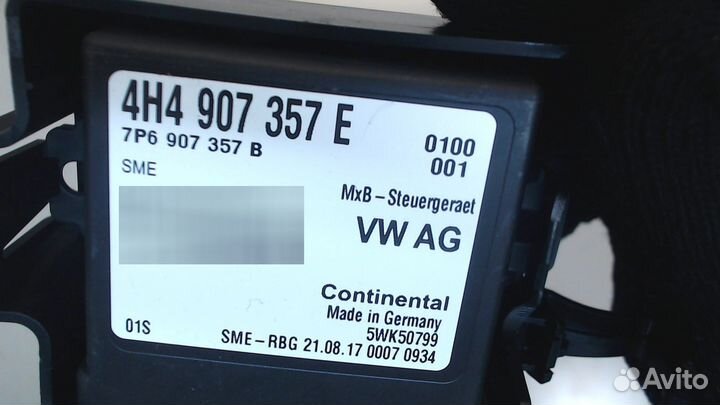 4H4 907 357 E
7P6 907 357 B
0100
001
SME
MxB-Steuergeraet
VW AG
Continental
Made in Germany
5WK50799
01S
SME-RBG 21.08.17 0007 0934
Avito